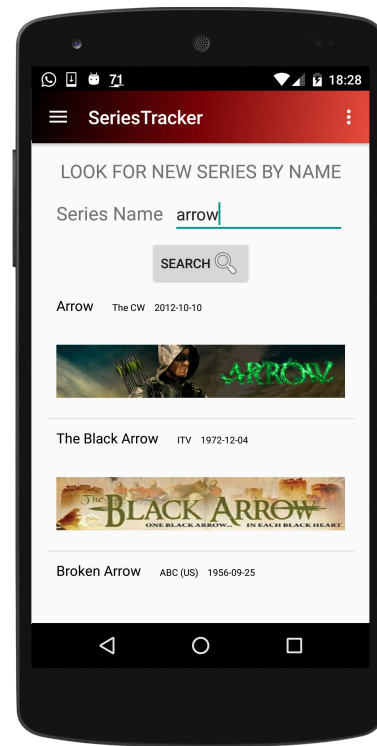 71 18:28
SeriesTracker
LOOK FOR NEW SERIES BY NAME
Series Name arrow
SEARCH
Arrow The CW 2012-10-10
ARROW
The Black Arrow ITV 1972-12-04
The BLACK ARROW
ONE BLACK ARROW... IN EACH BLACK HEART
Broken Arrow ABC (US) 1956-09-25